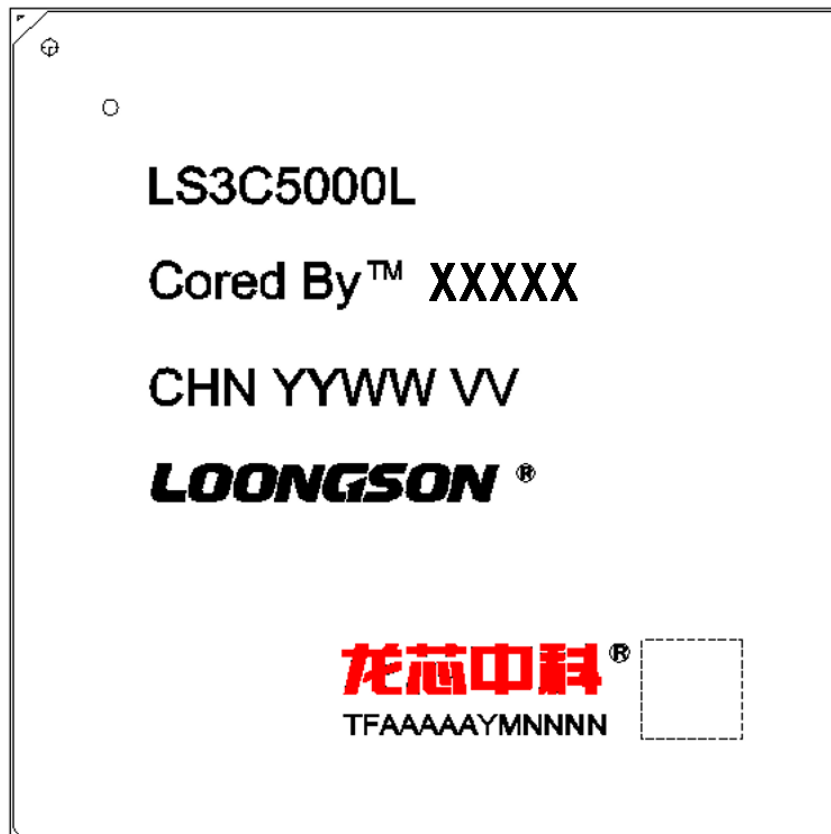 LS3C5000L
Cored By™ XXXXX
CHN YYWW VV
LOONGSON ®
龙芯中科®
TFAAAAAYMNNNN